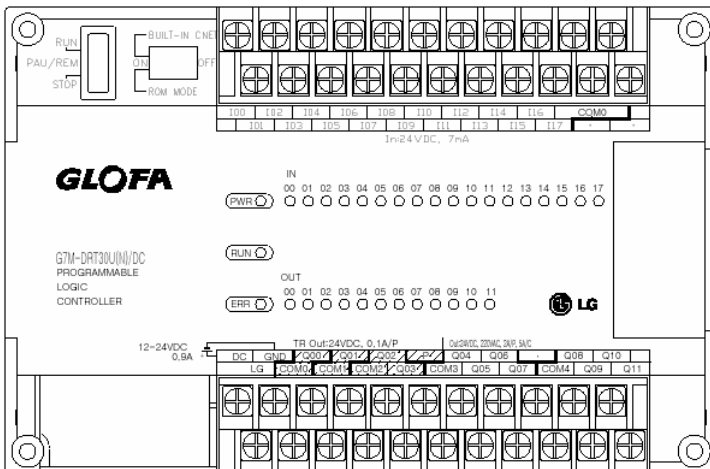 RUN
PAU/REM
STOP
BUILT-IN CNET
ON OFF
ROM MODE
I00 I02 I04 I06 I08 I10 I12 I14 I16 COM0
I01 I03 I05 I07 I09 I11 I13 I15 I17 · ·
In:24VDC, 7mA
GLOFA
IN
00 01 02 03 04 05 06 07 08 09 10 11 12 13 14 15 16 17
PWR
G7M-DRT30U(N)/DC
PROGRAMMABLE
LOGIC
CONTROLLER
RUN
OUT
00 01 02 03 04 05 06 07 08 09 10 11
ERR
LG
12-24VDC
0.9A
TR Out:24VDC, 0.1A/P
Out:24VDC, 220VAC, 2A/P, 5A/C
DC GND Q00 Q01 Q02 P Q04 Q06 · Q08 Q10
LG COM0 COM1 COM2 Q03 COM3 Q05 Q07 COM4 Q09 Q11